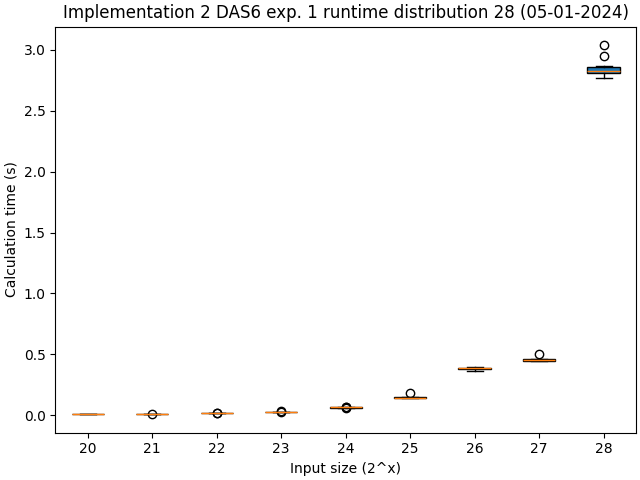 Implementation 2 DAS6 exp. 1 runtime distribution 28 (05-01-2024)
Calculation time (s)
3.0
2.5
2.0
1.5
1.0
0.5
0.0
20 21 22 23 24 25 26 27 28
Input size (2^x)